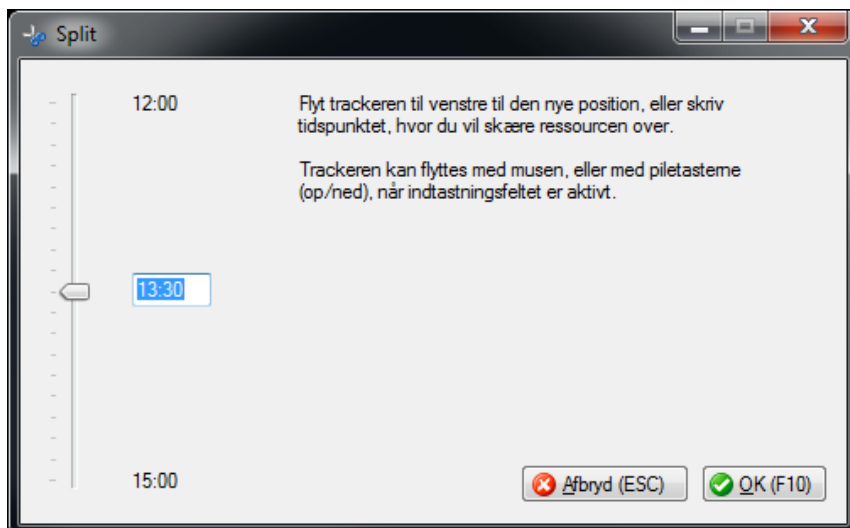 Split
12:00
Flyt trackeren til venstre til den nye position, eller skriv
tidspunktet, hvor du vil skære ressourcen over.
Trackeren kan flyttes med musen, eller med piletasterne
(op/ned), når indtastningsfeltet er aktivt.
13:30
15:00
Afbryd (ESC)
OK (F10)